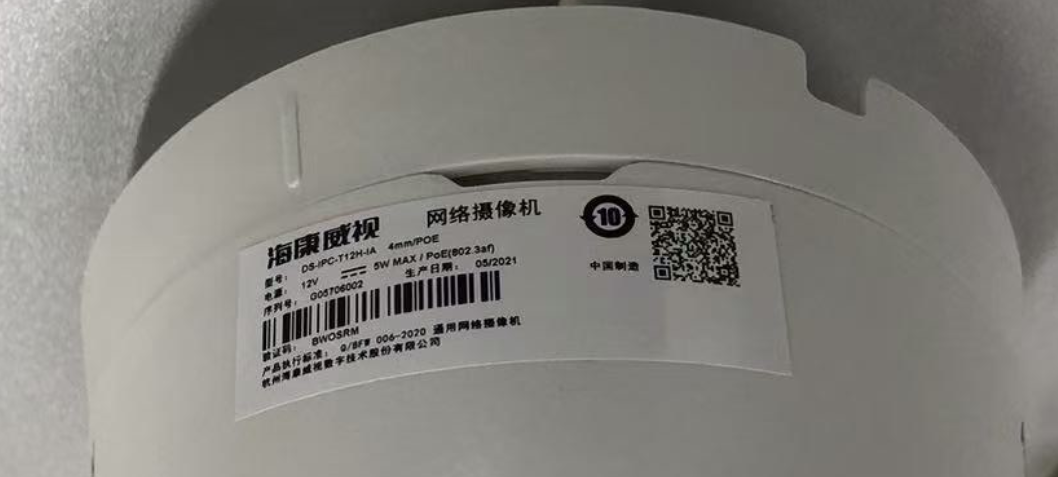 海康威视 网络摄像机
型号: DS-IPC-T12H-IA 4mm/POE
电源: 12V ⎓ 5W MAX / PoE(802.3af)
序列号: G05706002 生产日期: 05/2021
验证码: BWOSRM
产品执行标准: Q/BFW 006-2020 通用网络摄像机
杭州海康威视数字技术股份有限公司
10
中国制造